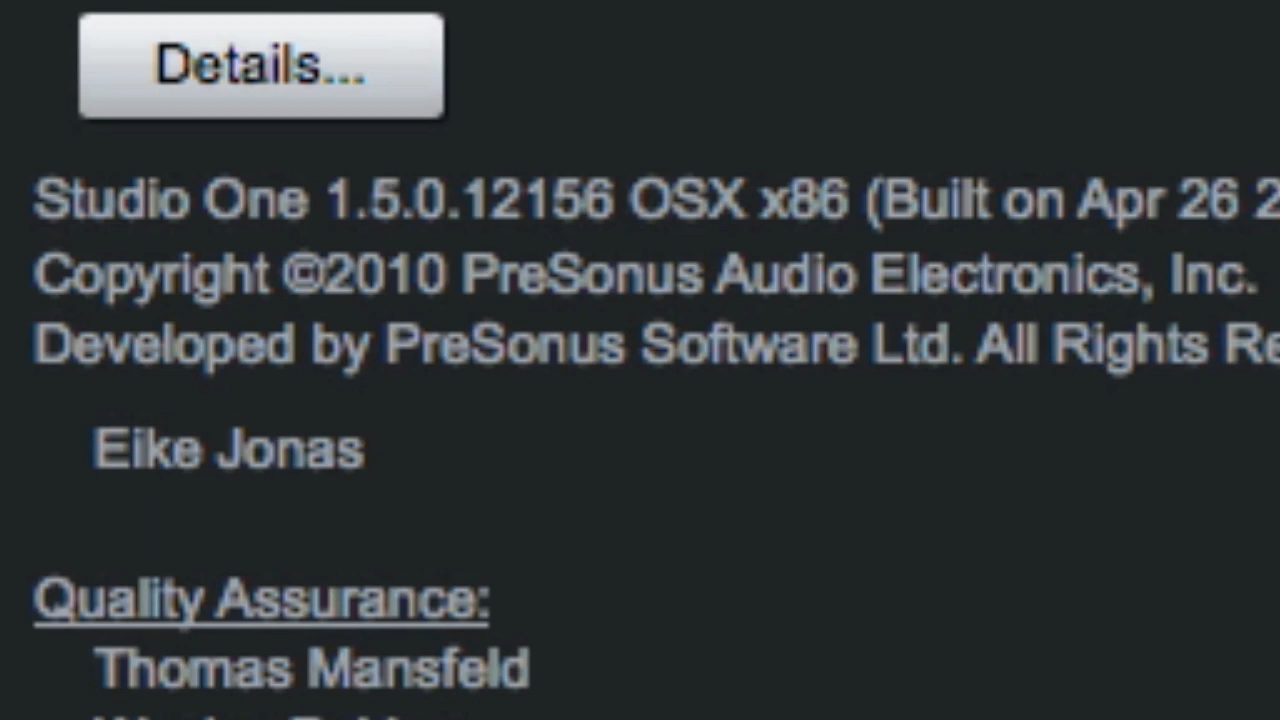 Details...
Studio One 1.5.0.12156 OSX x86 (Built on Apr 26
Copyright ©2010 PreSonus Audio Electronics, Inc.
Developed by PreSonus Software Ltd. All Rights
Eike Jonas
Quality Assurance:
Thomas Mansfeld